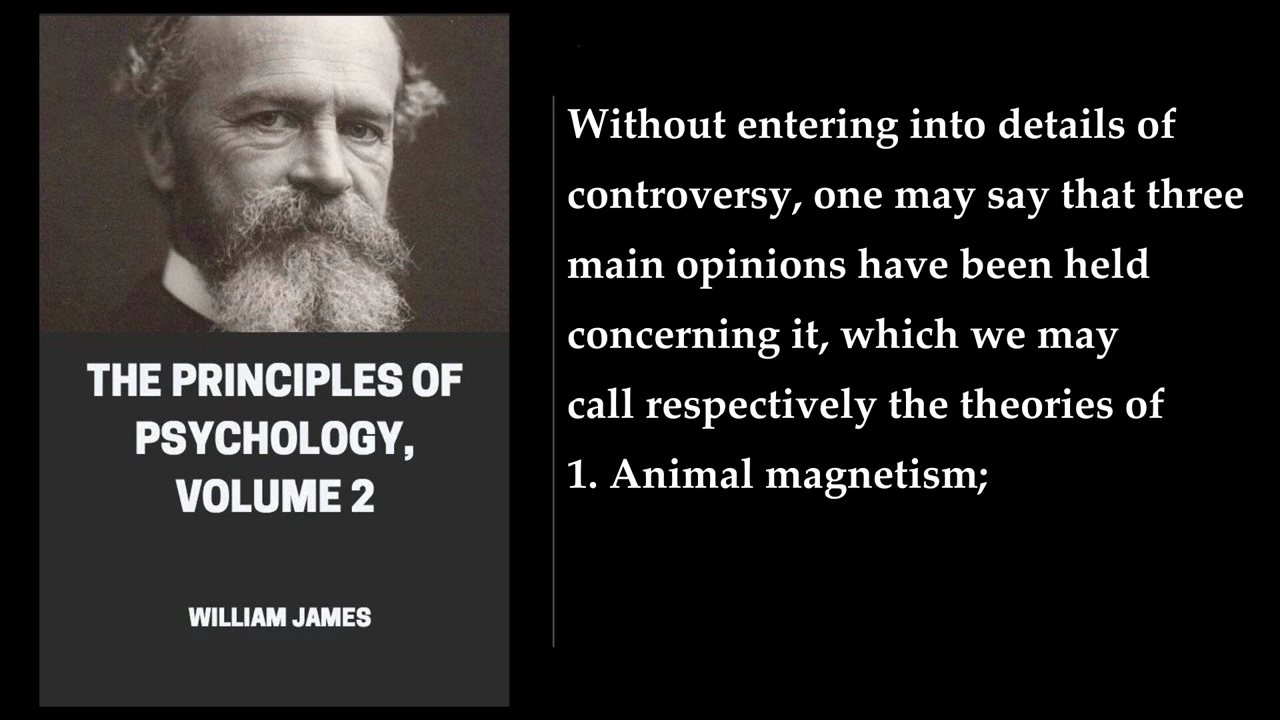 THE PRINCIPLES OF
PSYCHOLOGY,
VOLUME 2
WILLIAM JAMES
Without entering into details of
controversy, one may say that three
main opinions have been held
concerning it, which we may
call respectively the theories of
1. Animal magnetism;